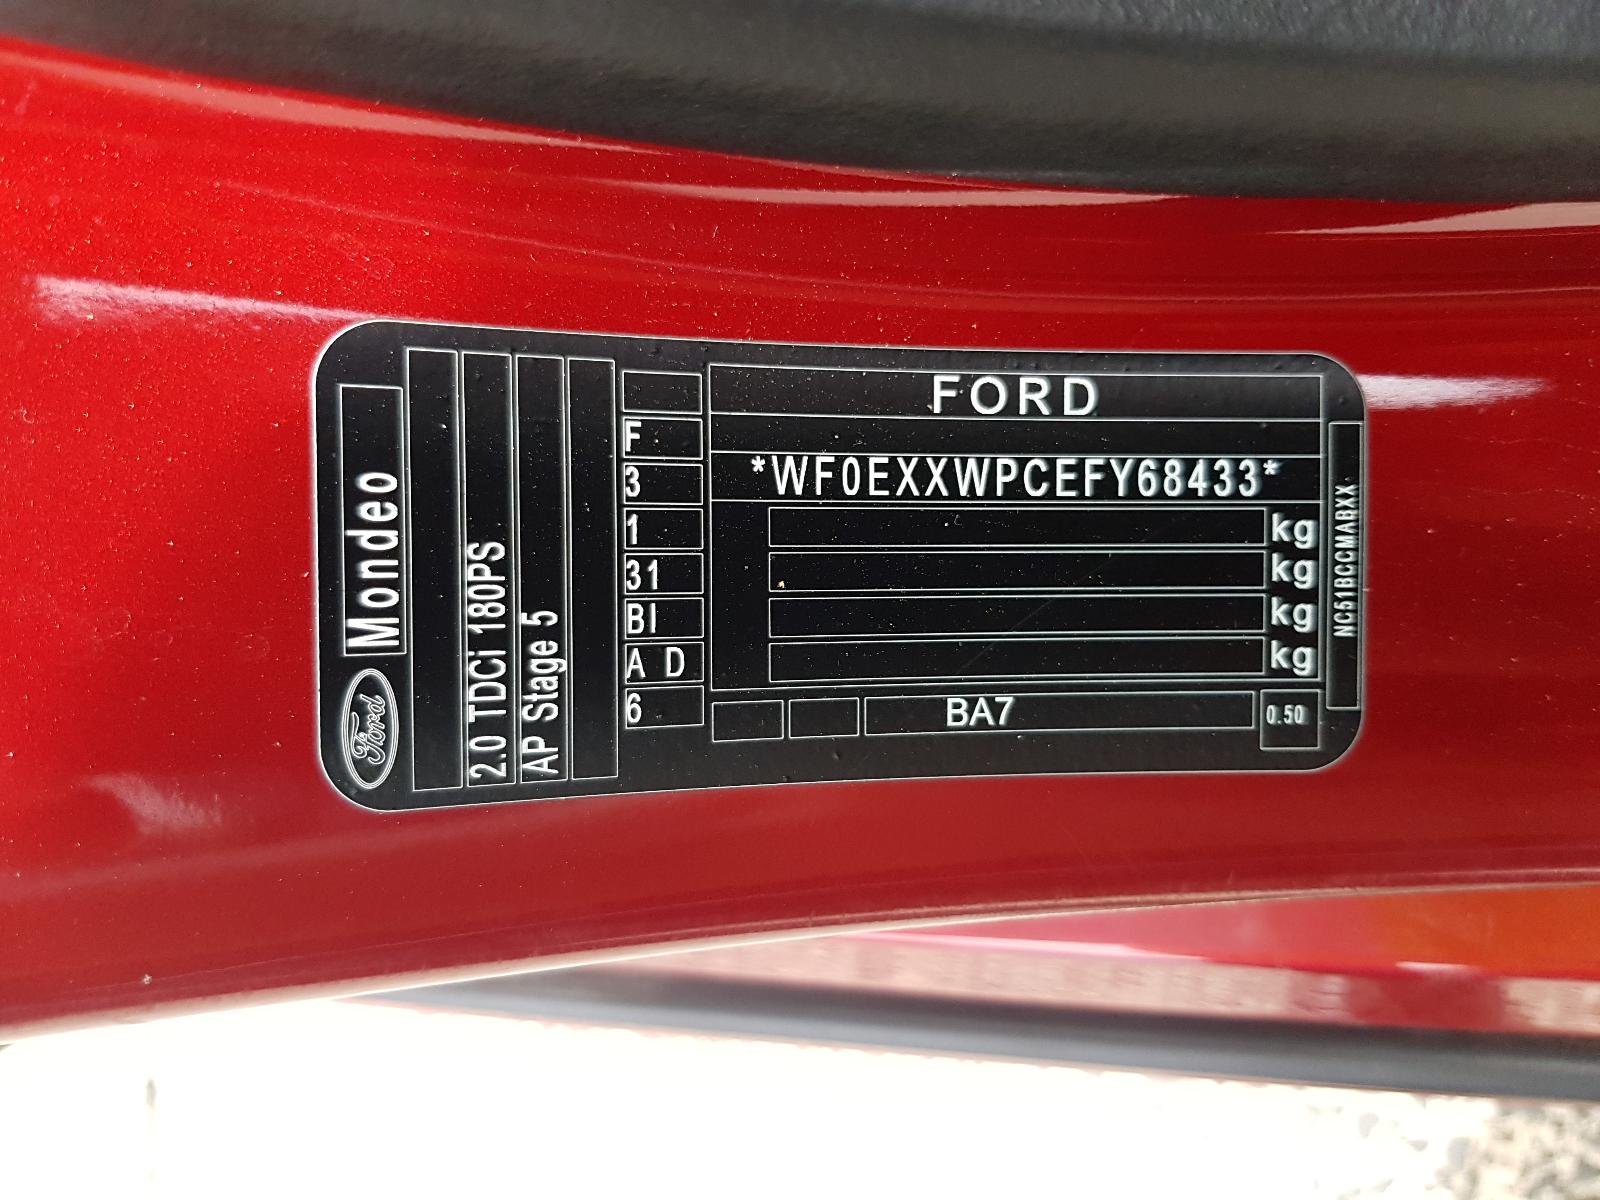 Ford
Mondeo
2.0 TDCi 180PS
AP Stage 5
F
3
1
31
BI
A D
6
FORD
*WF0EXXWPCEFY68433*
kg
kg
kg
kg
BA7
0.50
NC51BCCMABXX